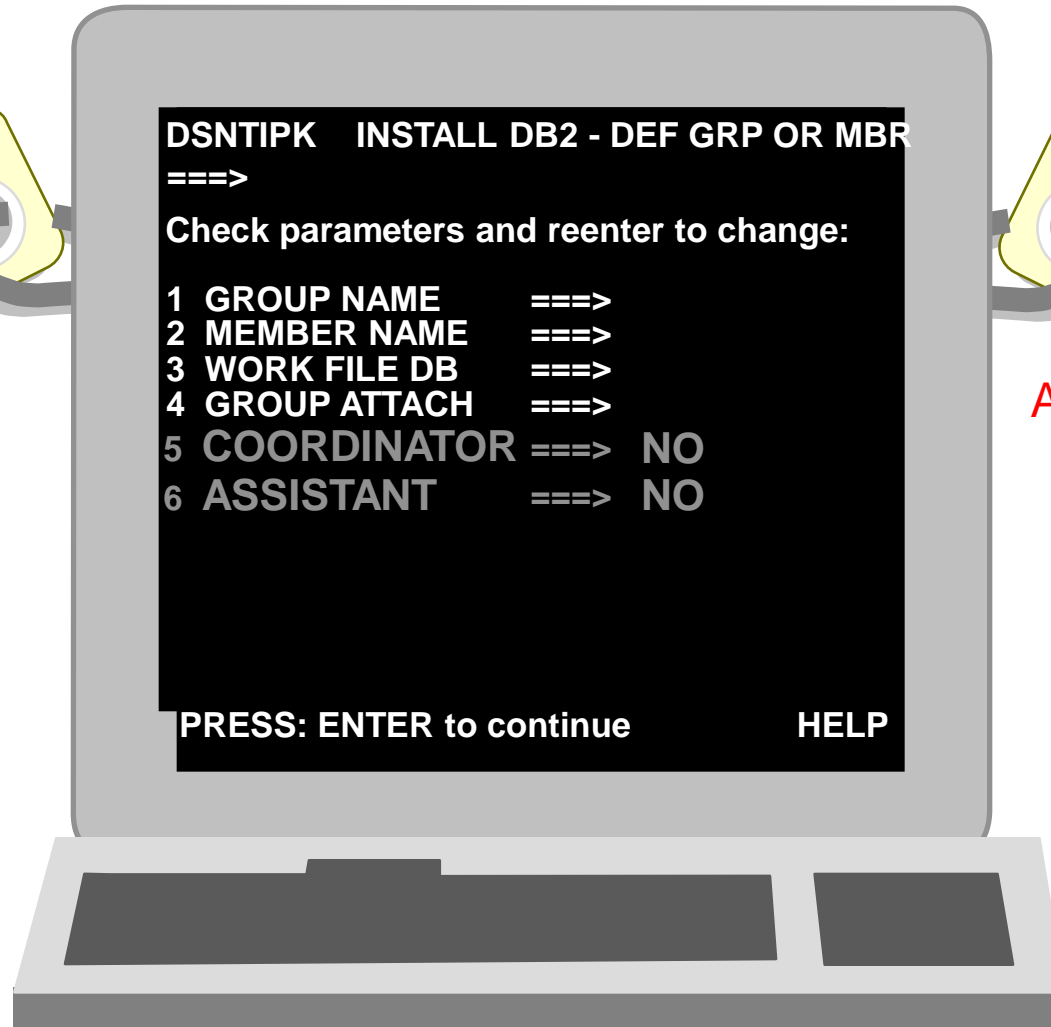 DSNTIPK INSTALL DB2 - DEF GRP OR MBR
===>
Check parameters and reenter to change:
1 GROUP NAME ===>
2 MEMBER NAME ===>
3 WORK FILE DB ===>
4 GROUP ATTACH ===>
5 COORDINATOR ===> NO
6 ASSISTANT ===> NO
PRESS: ENTER to continue HELP